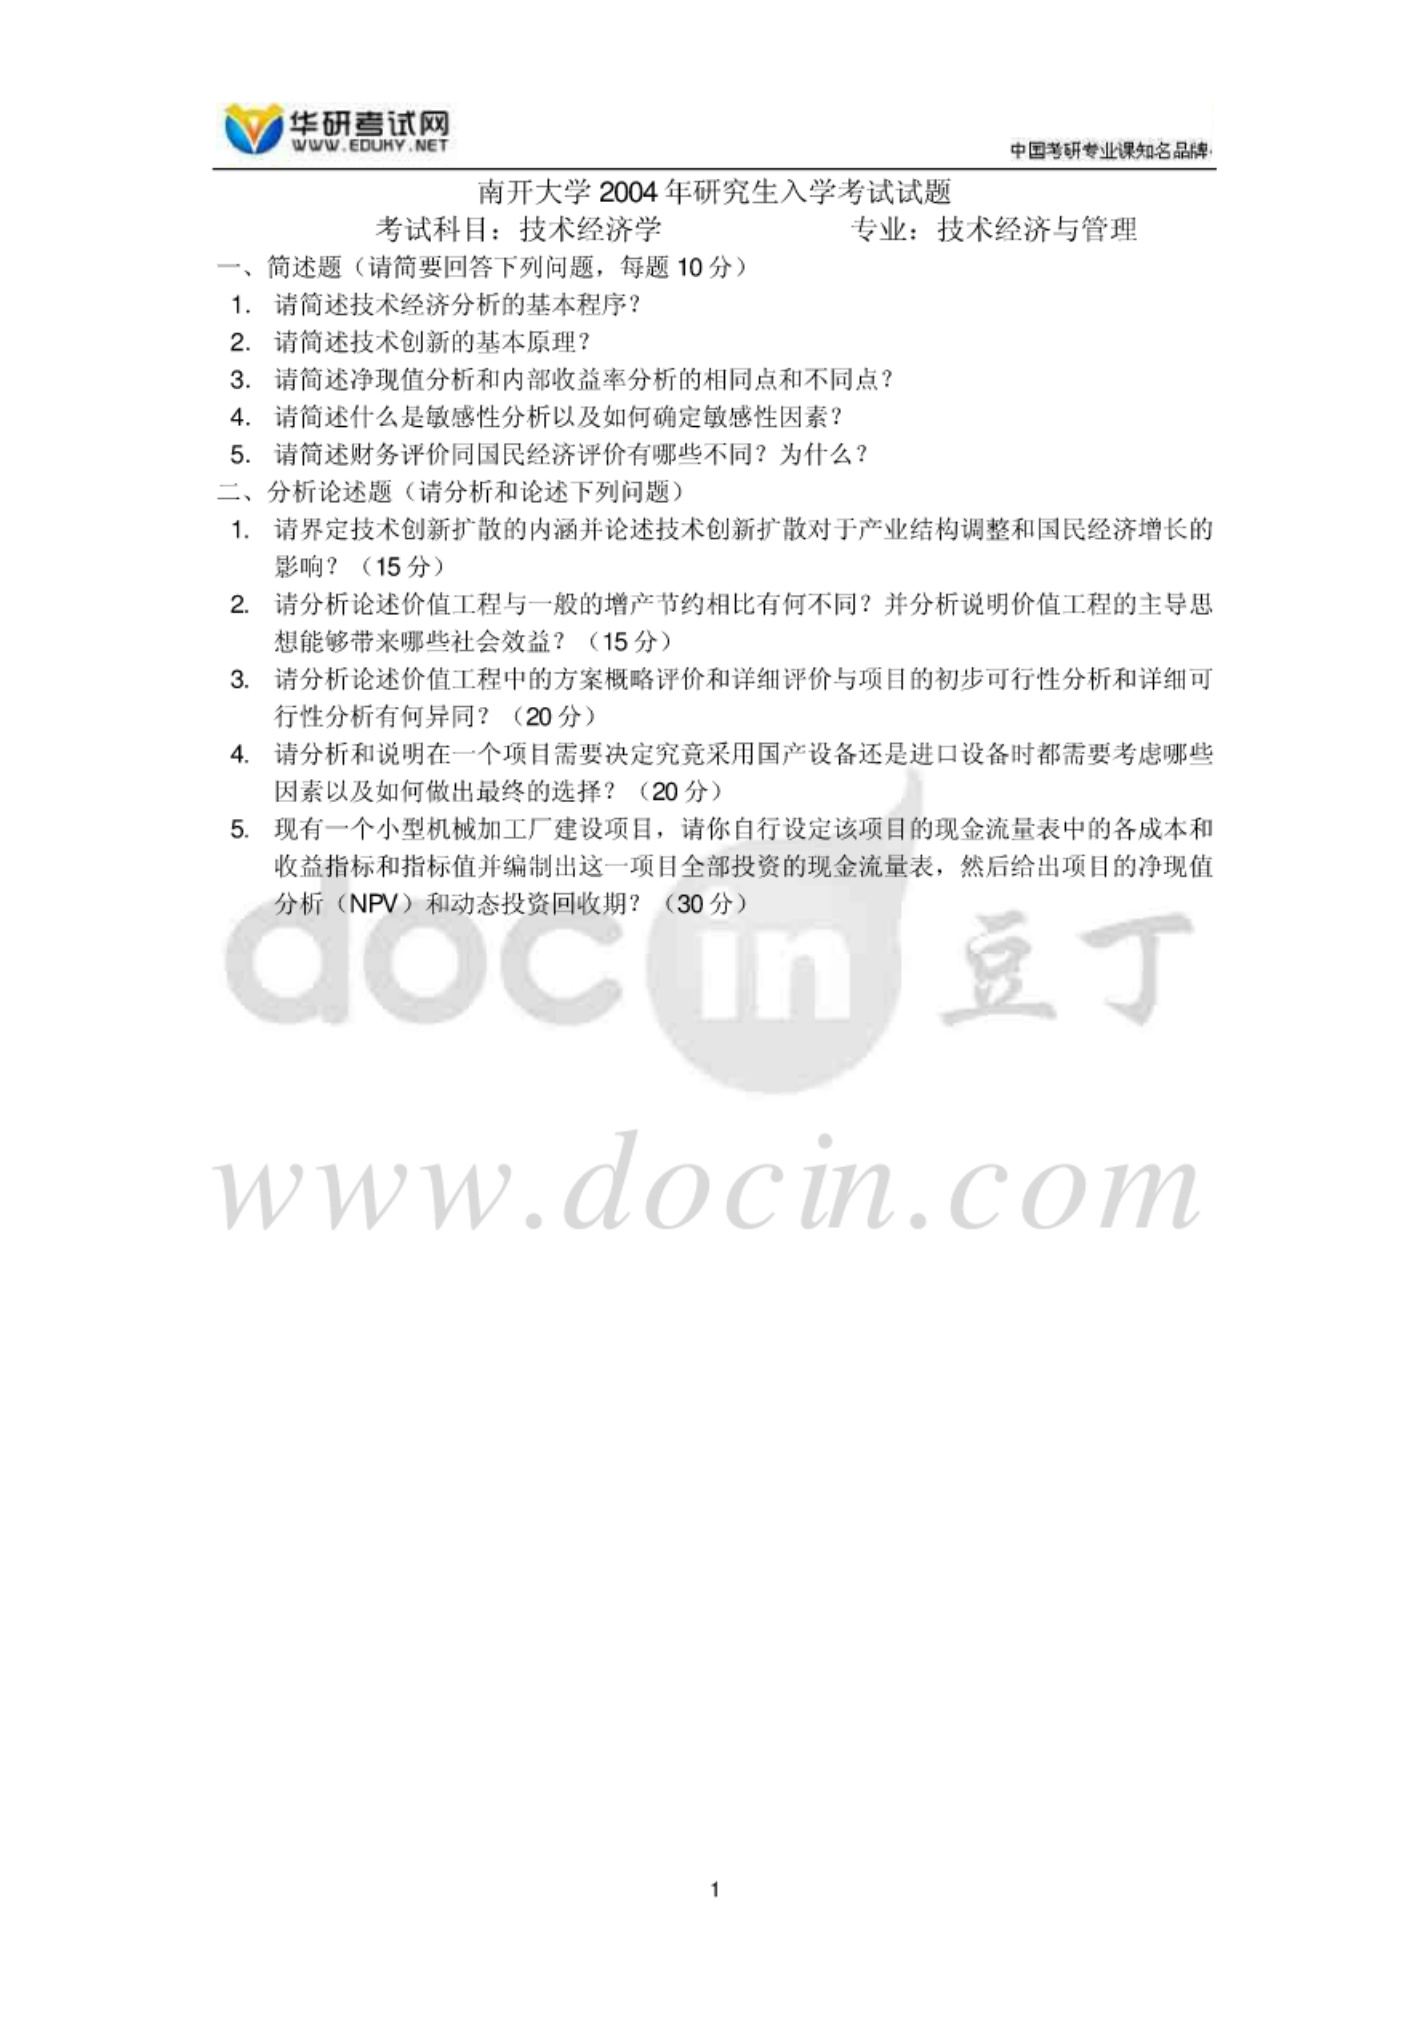 华研考试网
WWW.EDUHY.NET
中国考研专业课知名品牌
南开大学 2004 年研究生入学考试试题
考试科目：技术经济学 专业：技术经济与管理
一、简述题（请简要回答下列问题，每题 10 分）
1. 请简述技术经济分析的基本程序？
2. 请简述技术创新的基本原理？
3. 请简述净现值分析和内部收益率分析的相同点和不同点？
4. 请简述什么是敏感性分析以及如何确定敏感性因素？
5. 请简述财务评价同国民经济评价有哪些不同？为什么？
二、分析论述题（请分析和论述下列问题）
1. 请界定技术创新扩散的内涵并论述技术创新扩散对于产业结构调整和国民经济增长的
影响？（15 分）
2. 请分析论述价值工程与一般的增产节约相比有何不同？并分析说明价值工程的主导思
想能够带来哪些社会效益？（15 分）
3. 请分析论述价值工程中的方案概略评价和详细评价与项目的初步可行性分析和详细可
行性分析有何异同？（20 分）
4. 请分析和说明在一个项目需要决定究竟采用国产设备还是进口设备时都需要考虑哪些
因素以及如何做出最终的选择？（20 分）
5. 现有一个小型机械加工厂建设项目，请你自行设定该项目的现金流量表中的各成本和
收益指标和指标值并编制出这一项目全部投资的现金流量表，然后给出项目的净现值
分析（NPV）和动态投资回收期？（30 分）
docin 豆丁
www.docin.com
1